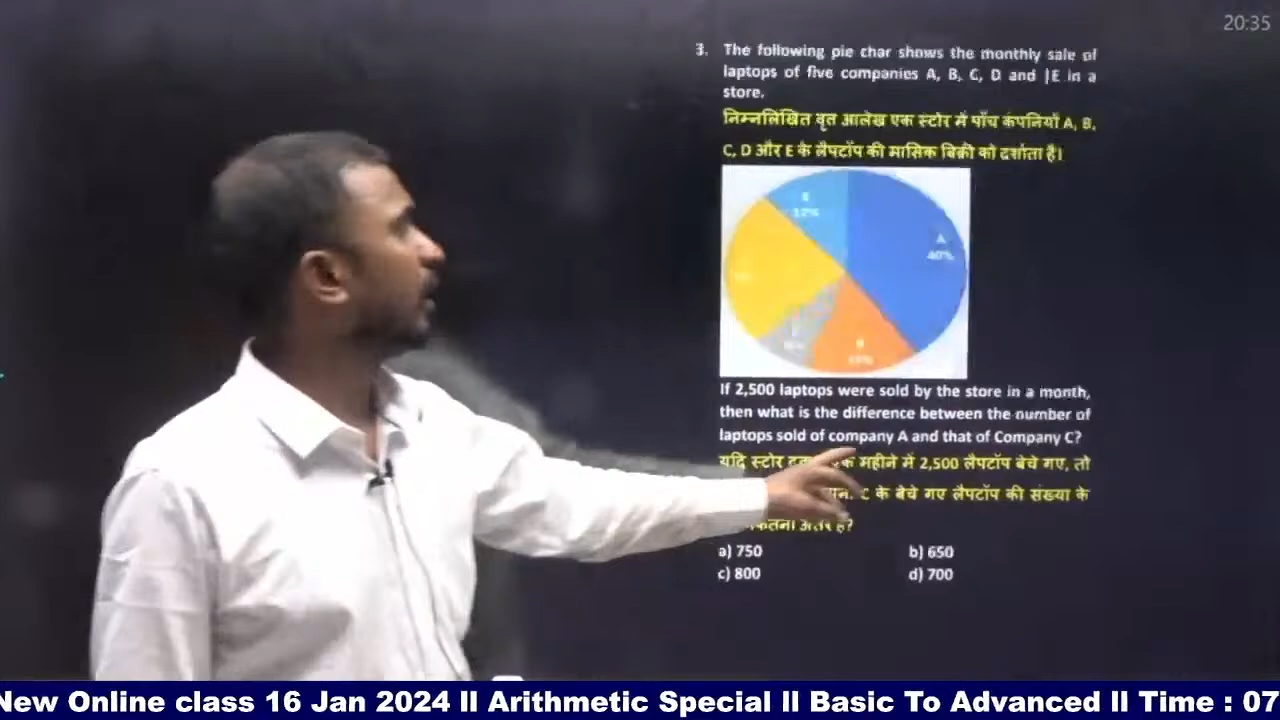 20:35
3. The following pie char shows the monthly sale of
laptops of five companies A, B, C, D and |E in a
store.
निम्नलिखित वृत आलेख एक स्टोर में पाँच कंपनियों A, B,
C, D और E के लैपटॉप की मासिक बिक्री को दर्शाता है।
E
12%
A
40%
B
If 2,500 laptops were sold by the store in a month,
then what is the difference between the number of
laptops sold of company A and that of Company C?
यदि स्टोर महीने में 2,500 लैपटॉप बेचे गए, तो
C के बेचे गए लैपटॉप की संख्या के
अंतर है?
a) 750 b) 650
c) 800 d) 700
New Online class 16 Jan 2024 II Arithmetic Special II Basic To Advanced II Time : 07